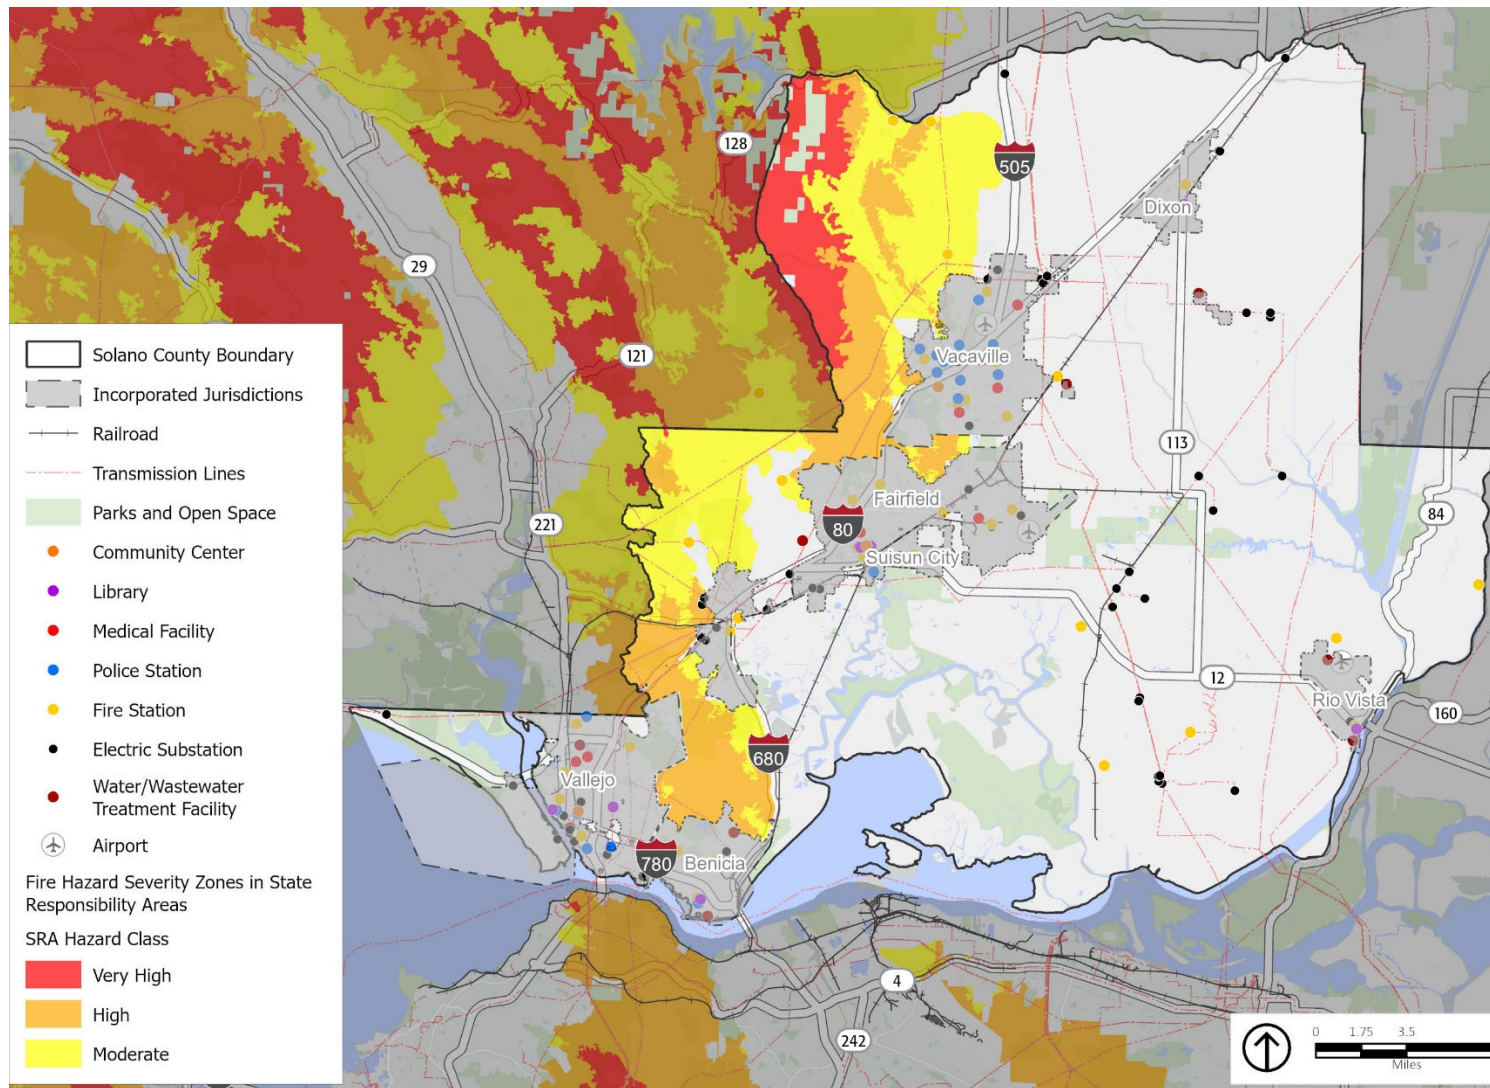 128
505
Dixon
29
Solano County Boundary
121
Vacaville
Incorporated Jurisdictions
Railroad
113
Transmission Lines
Fairfield
Parks and Open Space
221
80
84
Community Center
Suisun City
Library
Medical Facility
Police Station
12
Rio Vista
Fire Station
160
Electric Substation
680
Vallejo
Water/Wastewater
Treatment Facility
Airport
780
Benicia
Fire Hazard Severity Zones in State
Responsibility Areas
SRA Hazard Class
Very High
4
High
242
0 1.75 3.5
Miles
Moderate